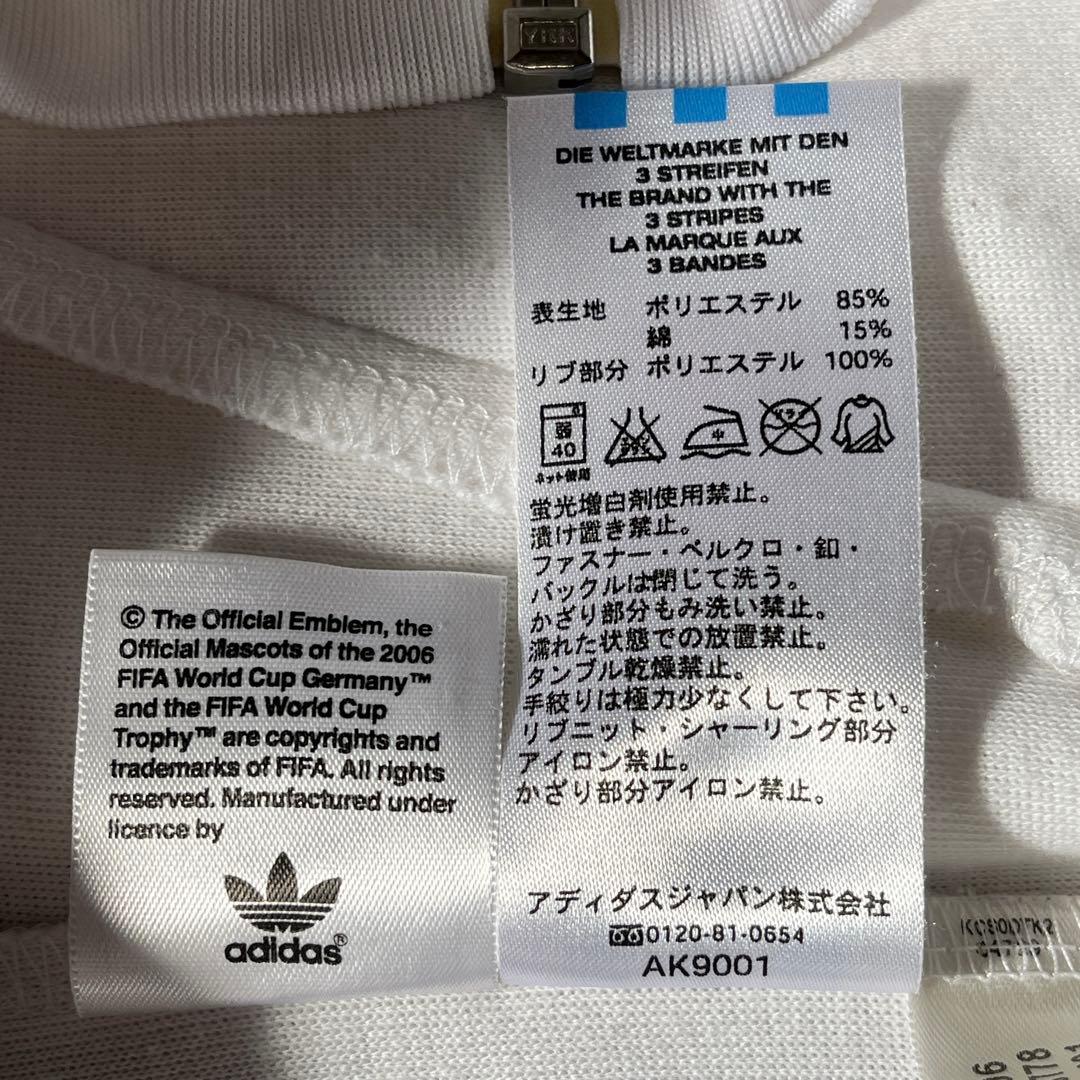 YKK
DIE WELTMARKE MIT DEN
3 STREIFEN
THE BRAND WITH THE
3 STRIPES
LA MARQUE AUX
3 BANDES
表生地 ポリエステル 85%
綿 15%
リブ部分 ポリエステル 100%
弱
40
ネット使用
中
蛍光増白剤使用禁止。
漬け置き禁止。
ファスナー・ベルクロ・釦・
バックルは閉じて洗う。
かざり部分もみ洗い禁止。
濡れた状態での放置禁止。
タンブル乾燥禁止。
手絞りは極力少なくして下さい。
リブニット・シャーリング部分
アイロン禁止。
かざり部分アイロン禁止。
アディダスジャパン株式会社
0120-81-0654
AK9001
© The Official Emblem, the
Official Mascots of the 2006
FIFA World Cup Germany™
and the FIFA World Cup
Trophy™ are copyrights and
trademarks of FIFA. All rights
reserved. Manufactured under
licence by
adidas®